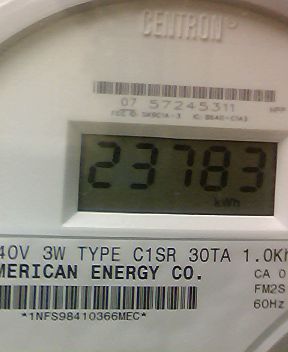 CENTRON®
07 57245311
23783
kWh
40V 3W TYPE C1SR 30TA 1.0Kh
MERICAN ENERGY CO.
CA 0
FM2S
60Hz
*1NFS98410366MEC*